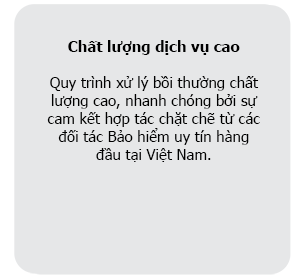 Chất lượng dịch vụ cao
Quy trình xử lý bồi thường chất
lượng cao, nhanh chóng bởi sự
cam kết hợp tác chặt chẽ từ các
đối tác Bảo hiểm uy tín hàng
đầu tại Việt Nam.